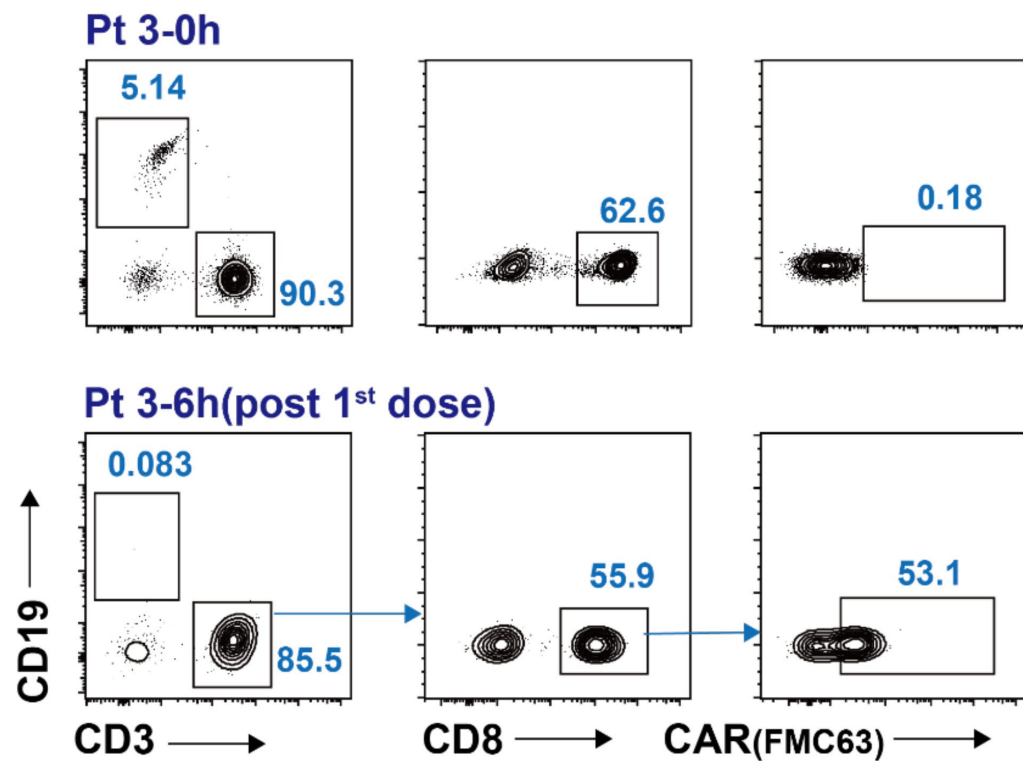 Pt 3-0h
5.14
90.3
62.6
0.18
Pt 3-6h(post 1st dose)
0.083
85.5
55.9
53.1
CD19
CD3
CD8
CAR(FMC63)